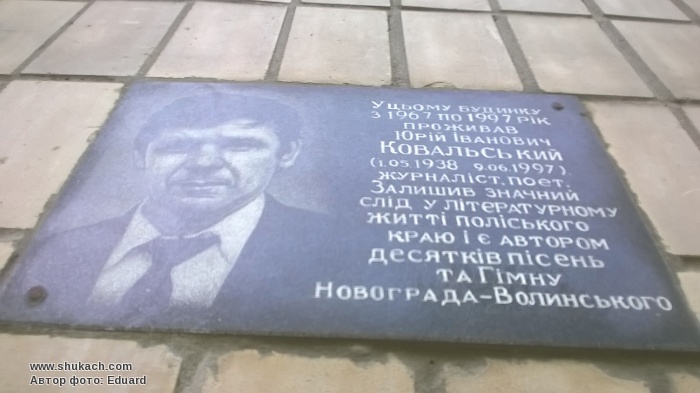 У цьому будинку
з 1967 по 1997 рік
проживав
Юрій Іванович
Ковальський
(1.05.1938 9.06.1997).
журналіст, поет.
Залишив значний
слід у літературному
житті поліського
краю і є автором
десятків пісень
та Гімну
Новограда-Волинського
www.shukach.com
Автор фото: Eduard